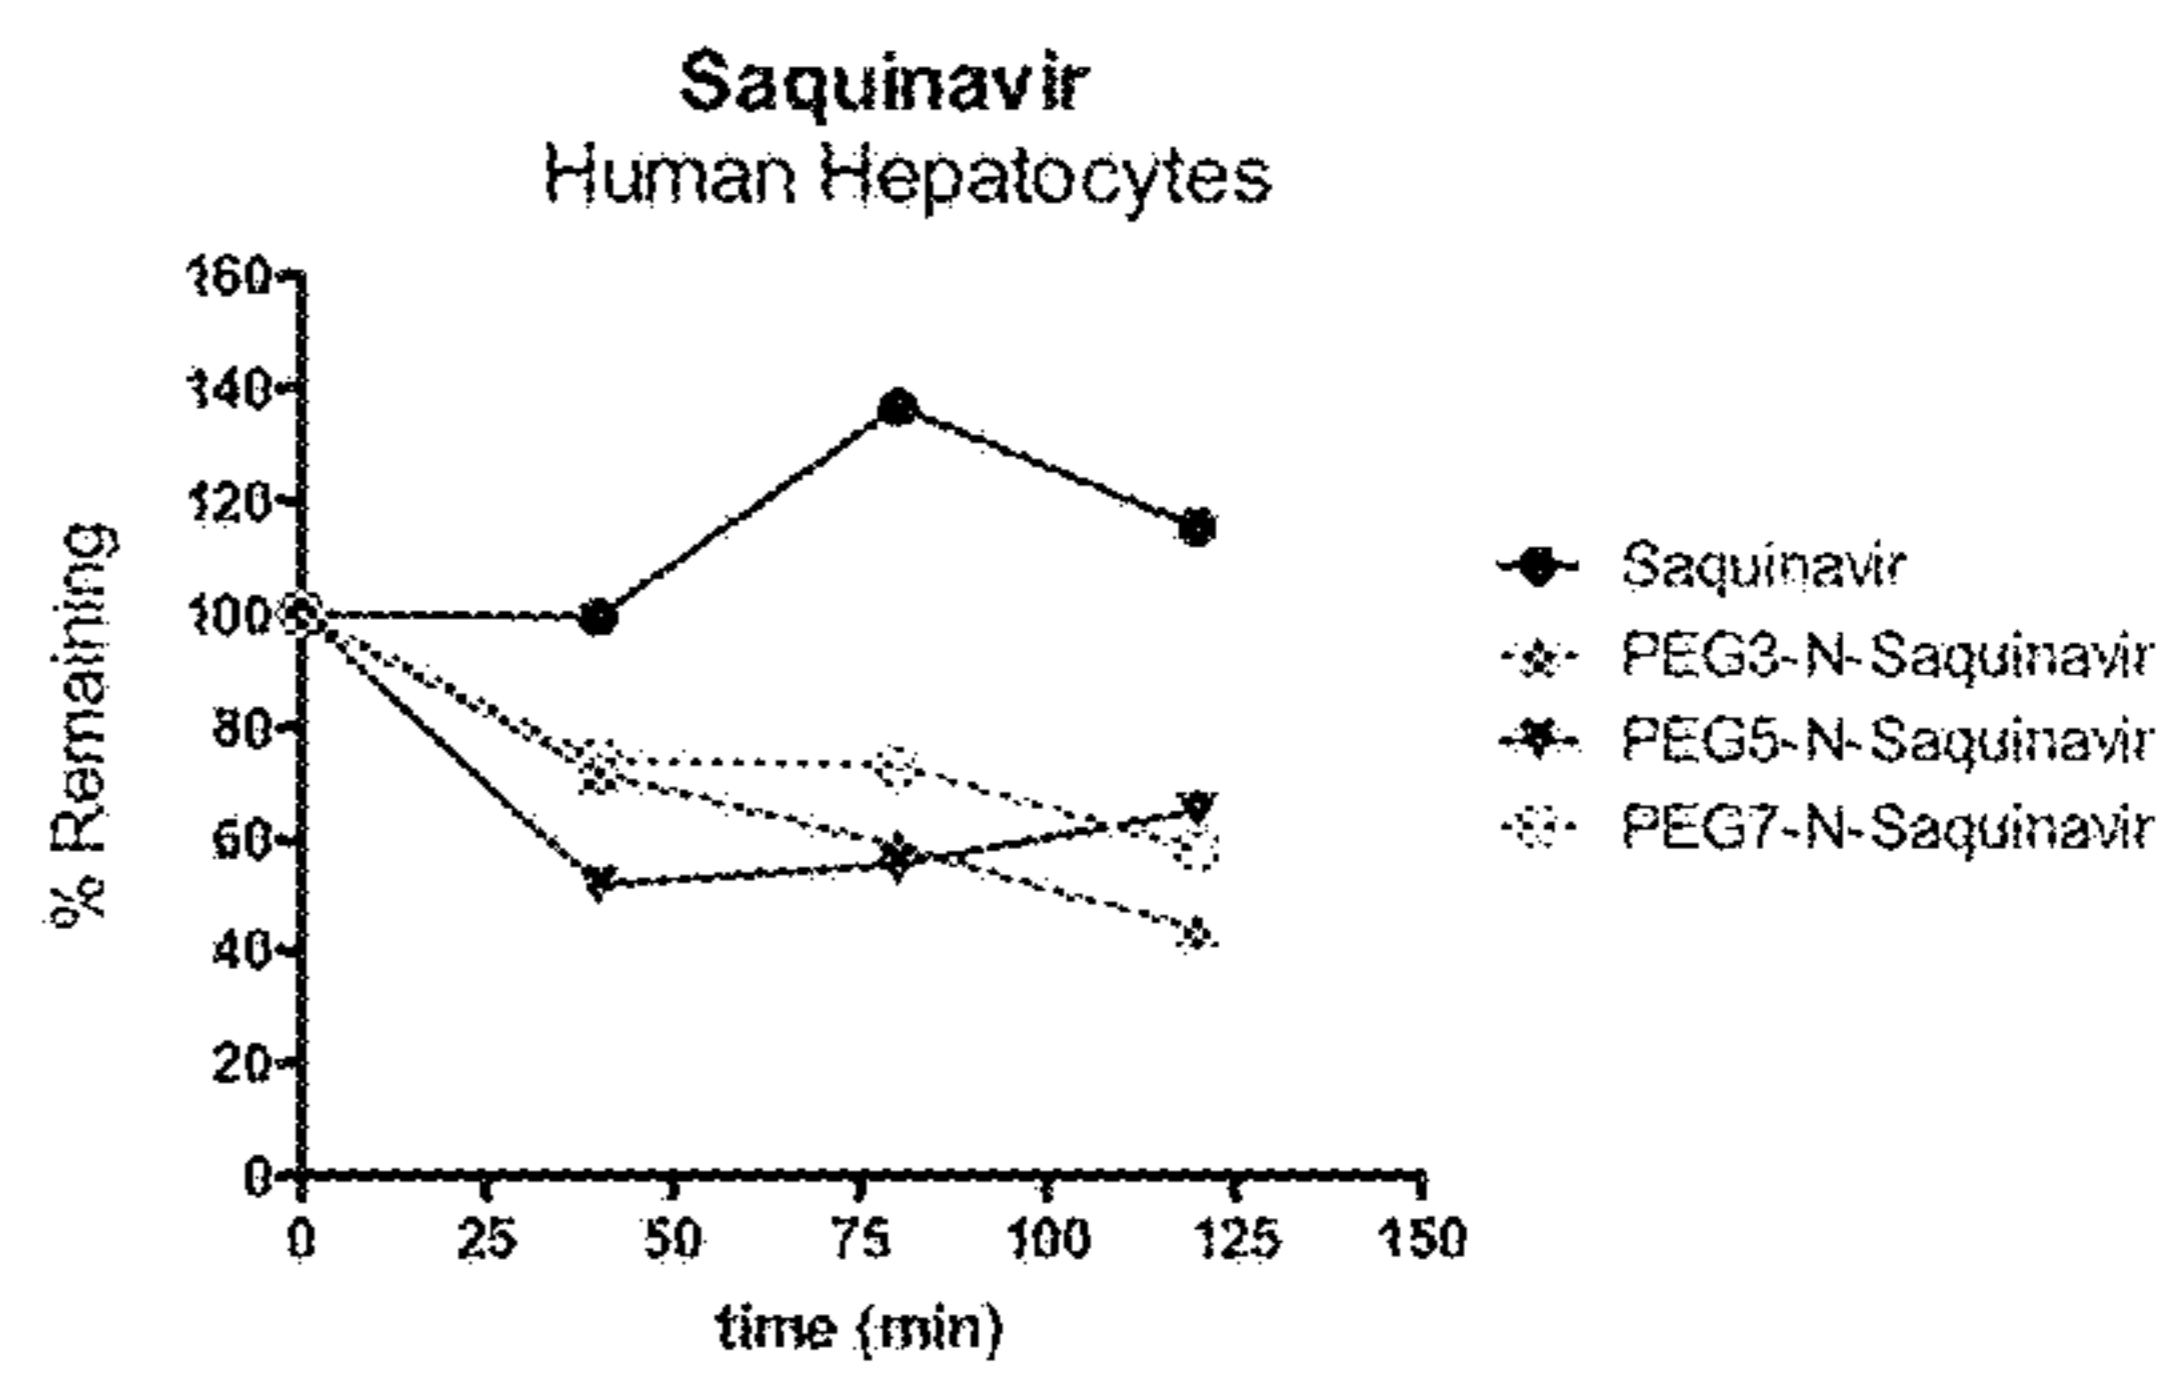 Saquinavir
Human Hepatocytes
160
140
120
100
80
60
40
20
0
% Remaining
0 25 50 75 100 125 150
time (min)
Saquinavir
PEG3-N-Saquinavir
PEG5-N-Saquinavir
PEG7-N-Saquinavir